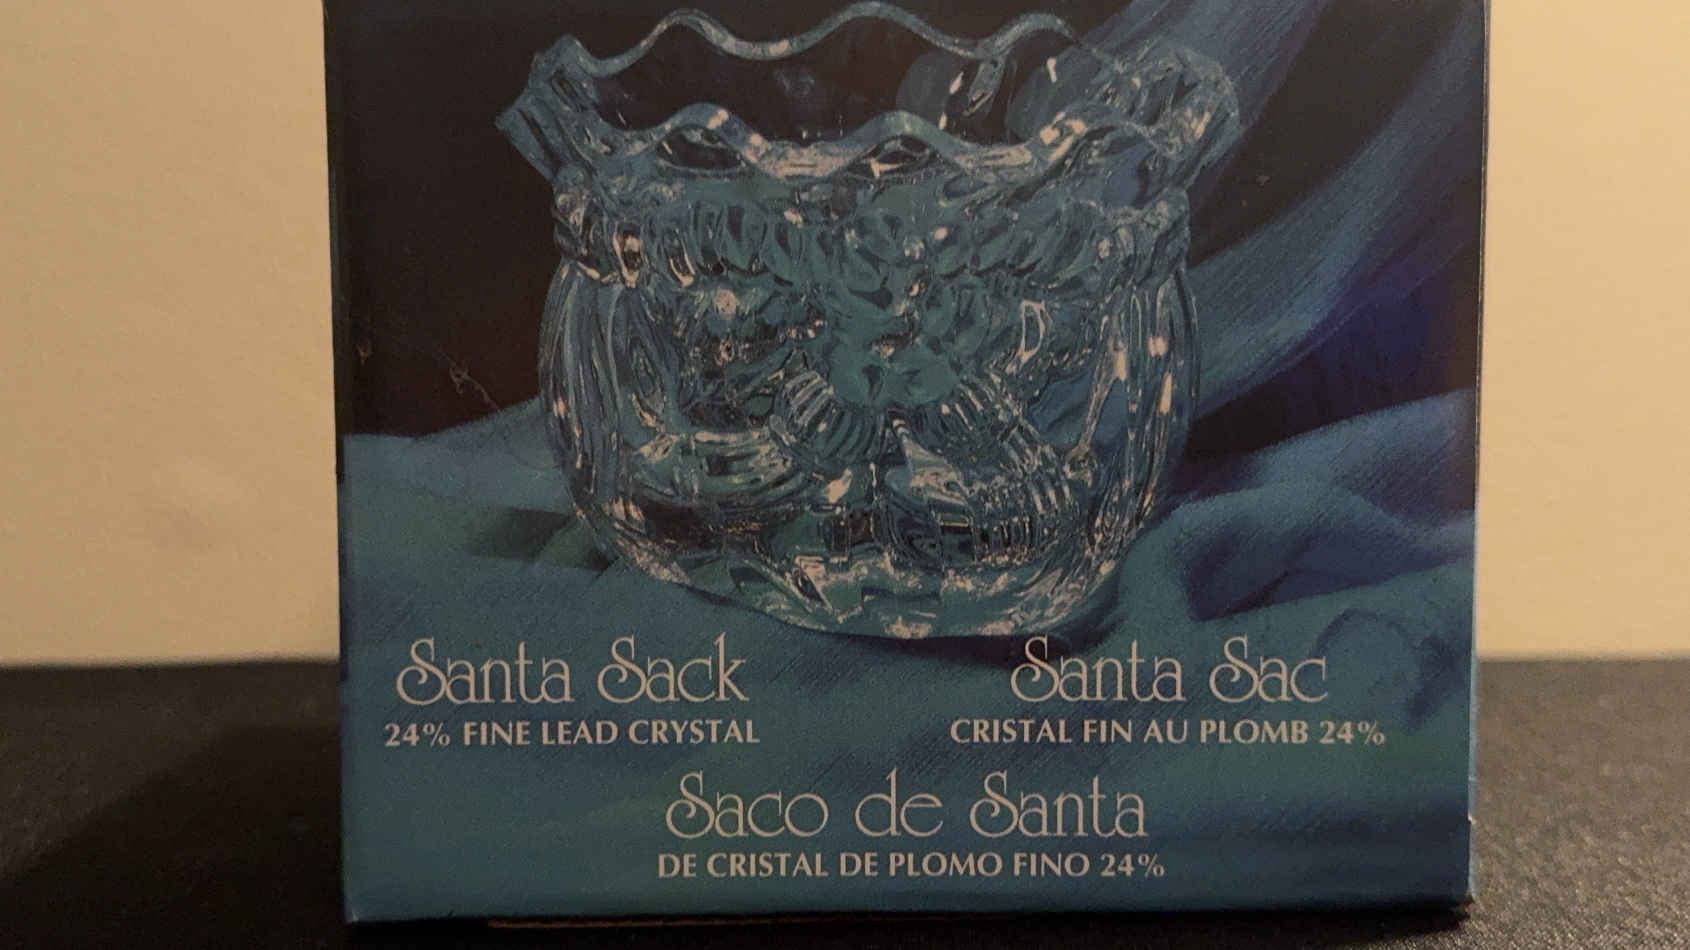 Santa Sack
24% FINE LEAD CRYSTAL
Santa Sac
CRISTAL FIN AU PLOMB 24%
Saco de Santa
DE CRISTAL DE PLOMO FINO 24%